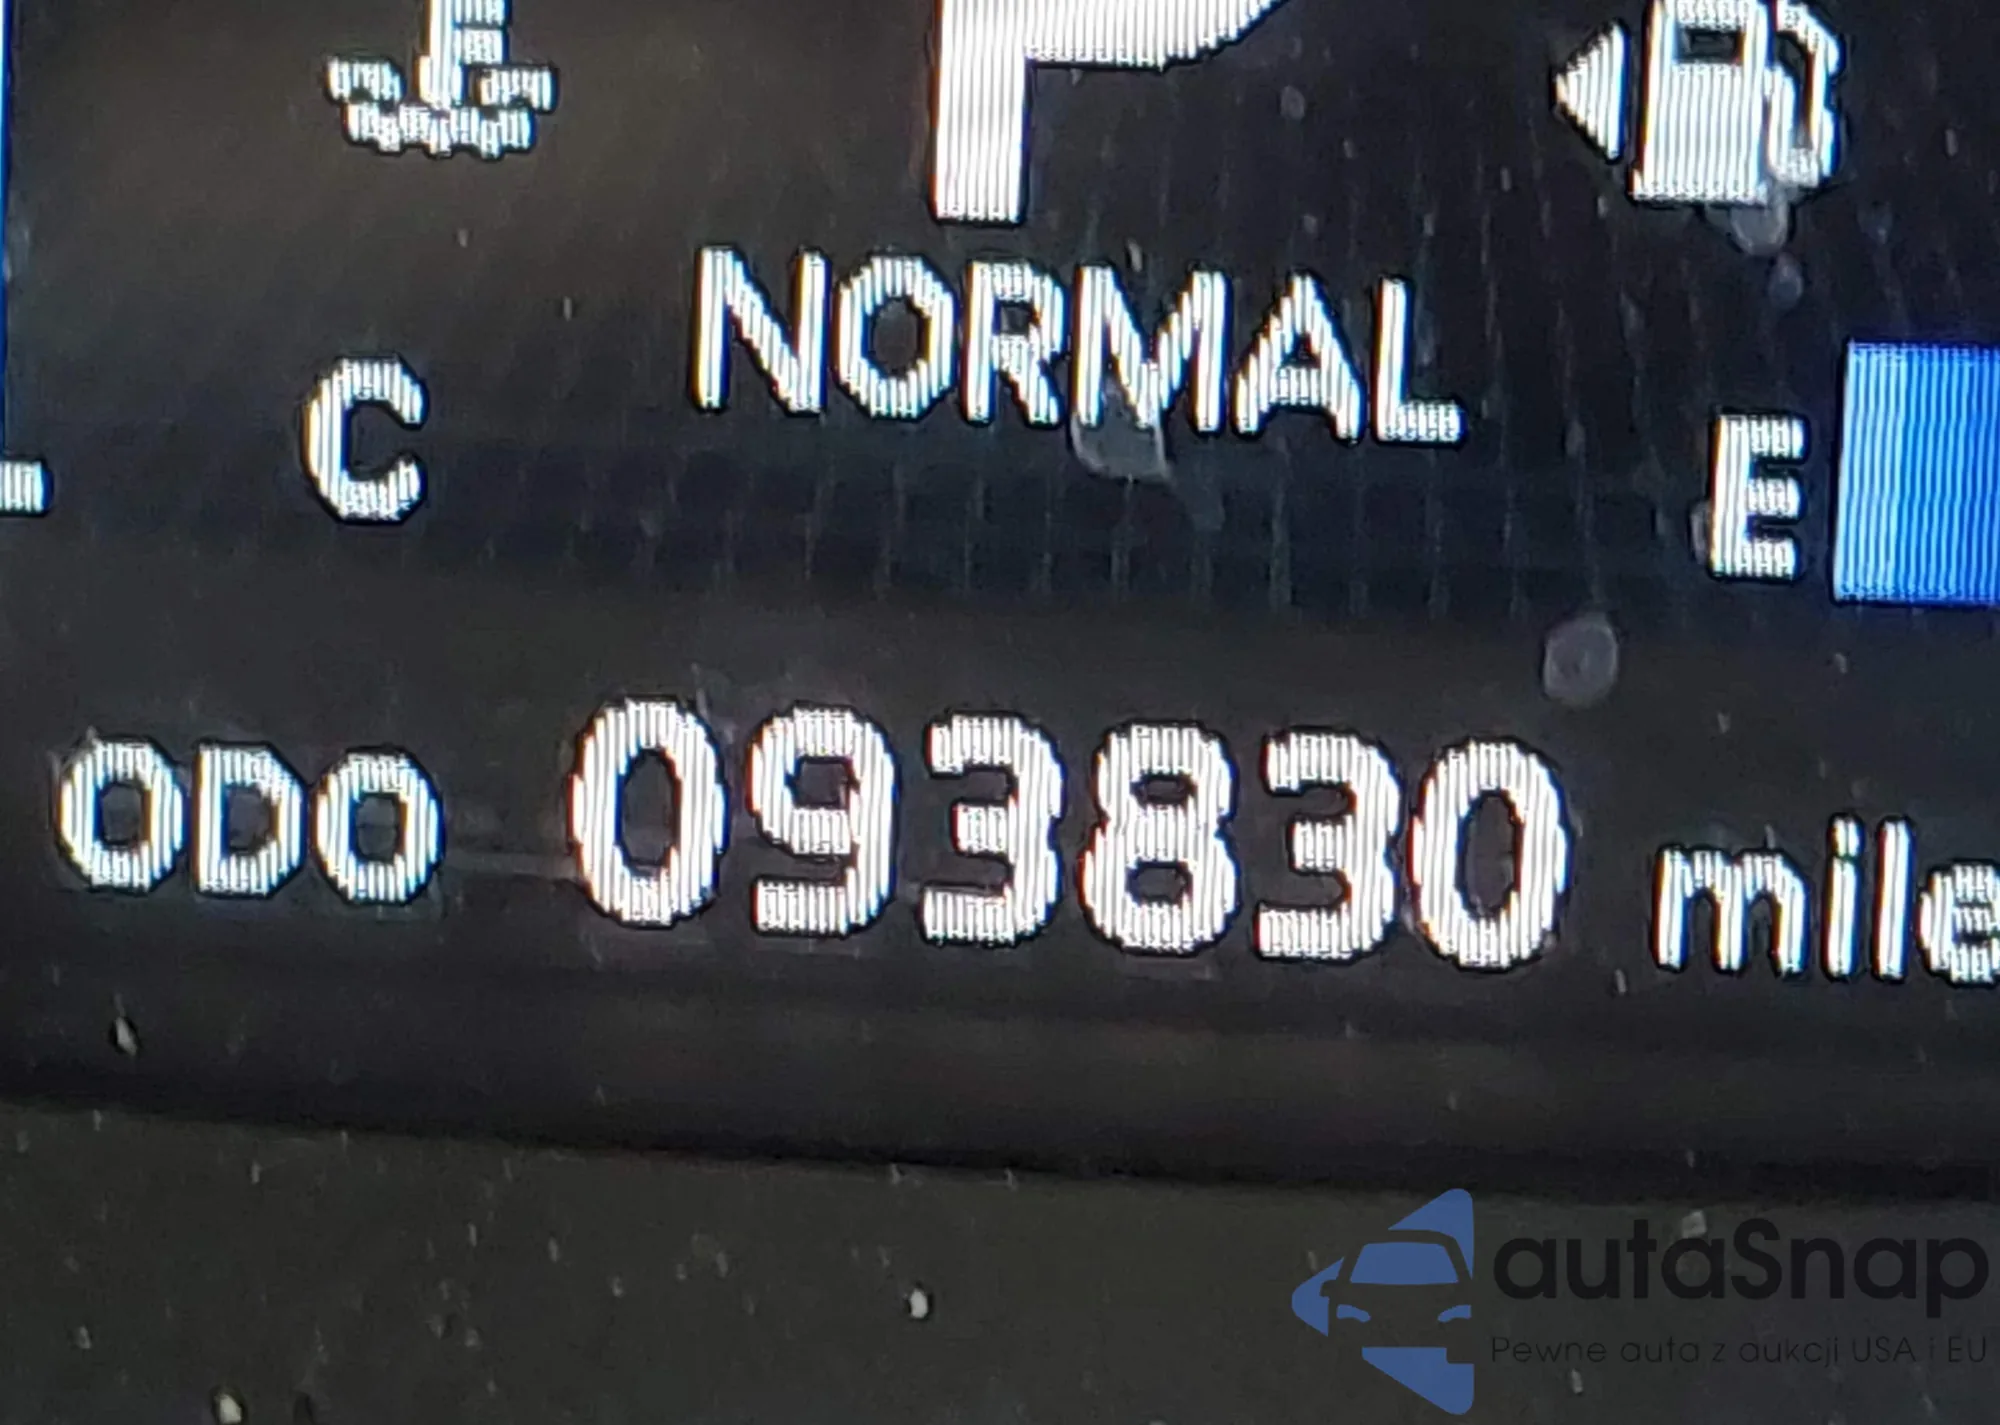 P
NORMAL
C
E
ODO 093830 mile
autaSnap
Pewne auta z aukcji USA i EU